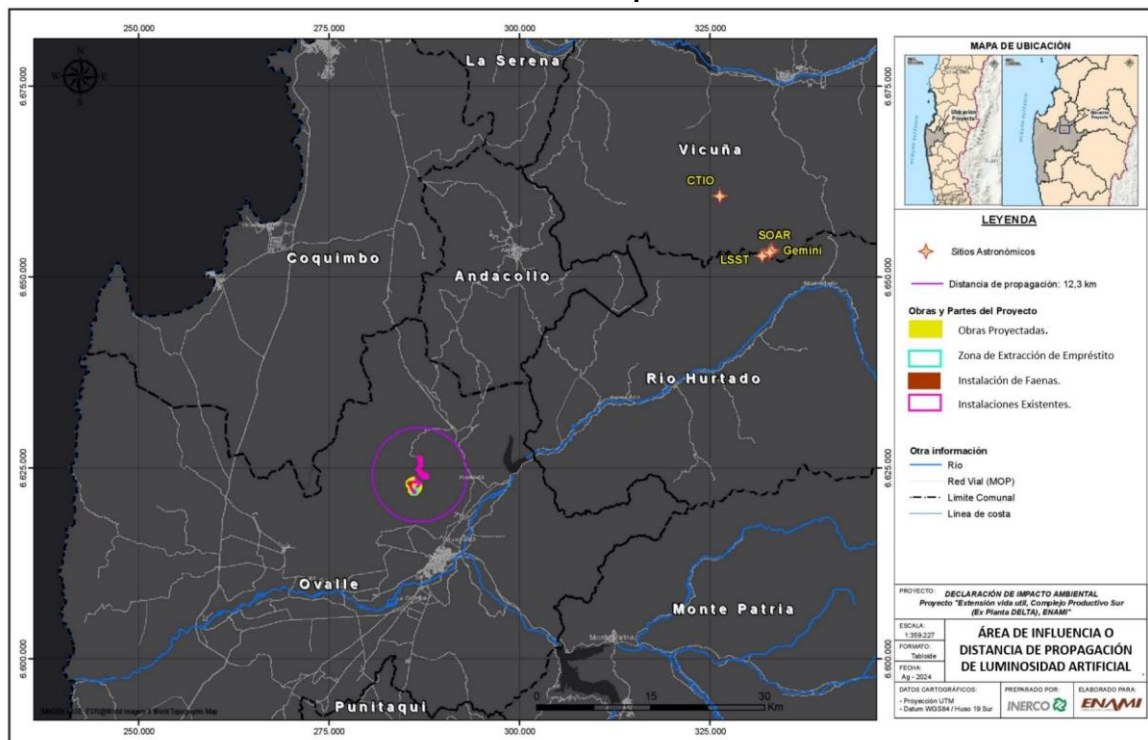 250.000 275.000 300.000 325.000
N
La Serena
6.675.000 6.675.000
Vicuña
CTIO
SOAR
Gemini
LSST
Coquimbo
Andacollo
6.650.000 6.650.000
Rio Hurtado
6.625.000 6.625.000
Ovalle
Monte Patria
6.600.000 6.600.000
Punitaqui
0 15 30
Km
250.000 275.000 300.000 325.000
MAPA DE UBICACIÓN
Ubicación
Proyecto
LEYENDA
Sitios Astronómicos
Distancia de propagación: 12,3 km
Obras y Partes del Proyecto
Obras Proyectadas.
Zona de Extracción de Empréstito
Instalación de Faenas.
Instalaciones Existentes.
Otra información
Rio
Red Vial (MOP)
Límite Comunal
Línea de costa
PROYECTO: DECLARACIÓN DE IMPACTO AMBIENTAL
Proyecto "Extensión vida util, Complejo Productivo Sur
(Ex Planta DELTA), ENAMI"
ESCALA:
1:359.227
FORMATO:
Tabloide
FECHA:
Ag - 2024
ÁREA DE INFLUENCIA O
DISTANCIA DE PROPAGACIÓN
DE LUMINOSIDAD ARTIFICIAL
DATOS CARTOGRÁFICOS:
- Proyección UTM
- Datum WGS84 / Huso 19 Sur
PREPARADO POR:
INERCO
ELABORADO PARA:
ENAMI